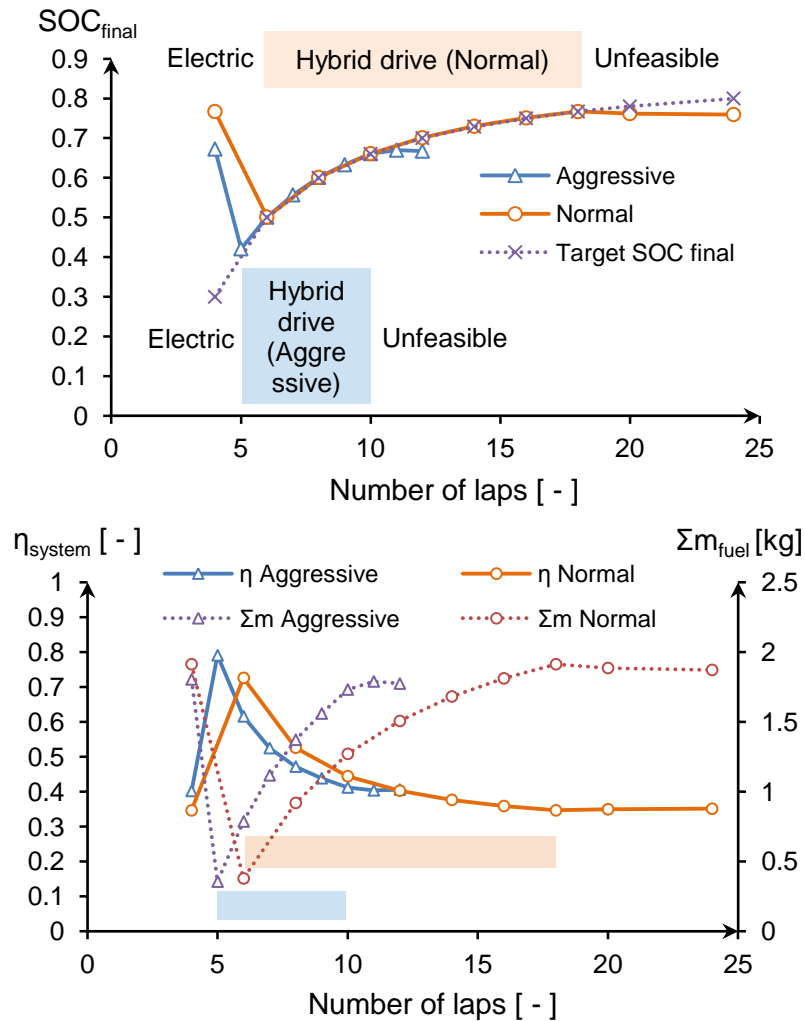 SOCfinal
0.9
0.8
0.7
0.6
0.5
0.4
0.3
0.2
0.1
0
Electric
Hybrid drive (Normal)
Unfeasible
Aggressive
Normal
Target SOC final
Electric
Hybrid
drive
(Aggre
ssive)
Unfeasible
0 5 10 15 20 25
Number of laps [ - ]
ηsystem [ - ]
Σmfuel [kg]
η Aggressive
η Normal
Σm Aggressive
Σm Normal
1
0.9
0.8
0.7
0.6
0.5
0.4
0.3
0.2
0.1
0
2.5
2
1.5
1
0.5
0
0 5 10 15 20 25
Number of laps [ - ]